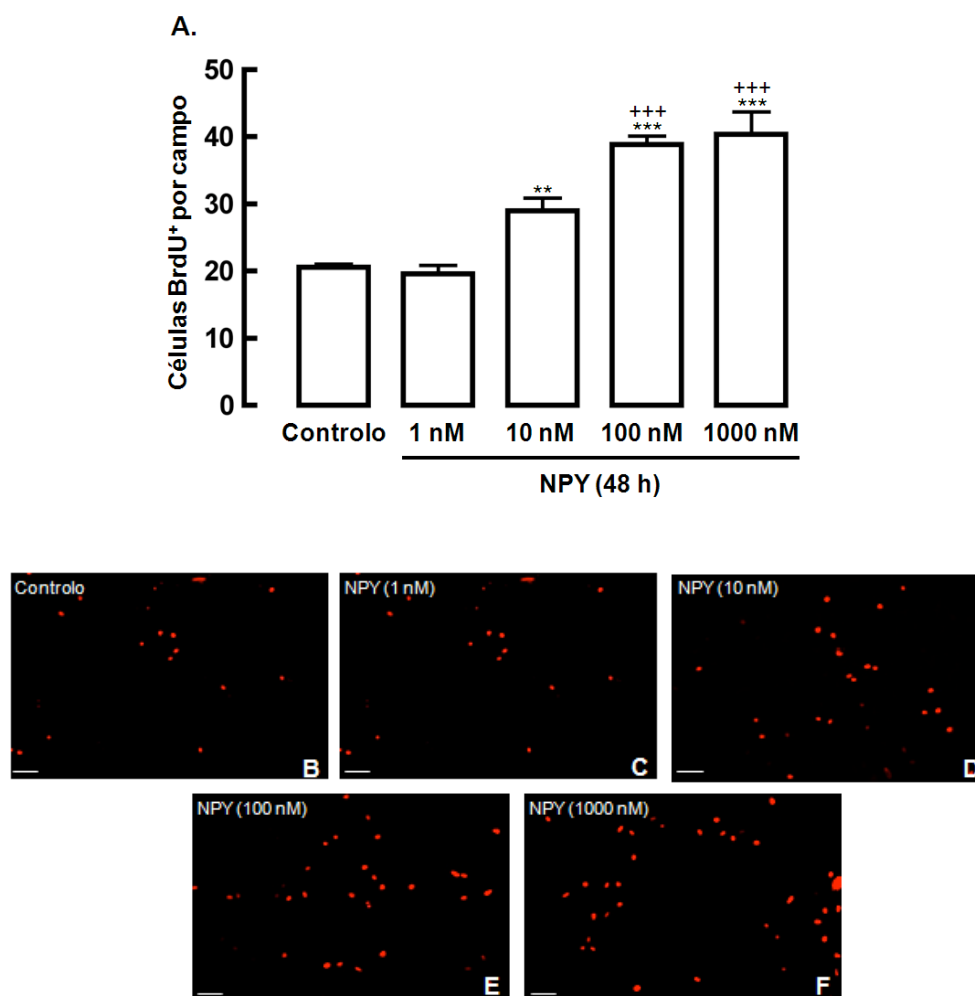 A.
Células BrdU⁺ por campo
50
40
30
20
10
0
**
+++
***
+++
***
Controlo 1 nM 10 nM 100 nM 1000 nM
NPY (48 h)
Controlo
B
NPY (1 nM)
C
NPY (10 nM)
D
NPY (100 nM)
E
NPY (1000 nM)
F